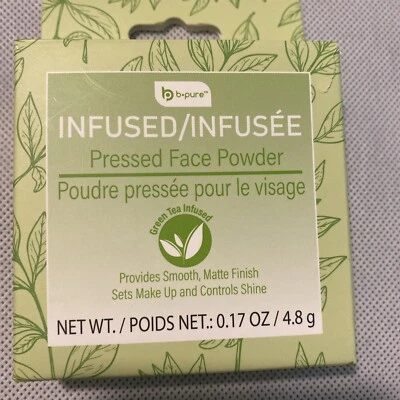 b•pure™
INFUSED/INFUSÉE
Pressed Face Powder
Poudre pressée pour le visage
Green Tea Infused
Provides Smooth, Matte Finish
Sets Make Up and Controls Shine
NET WT. / POIDS NET.: 0.17 OZ / 4.8 g